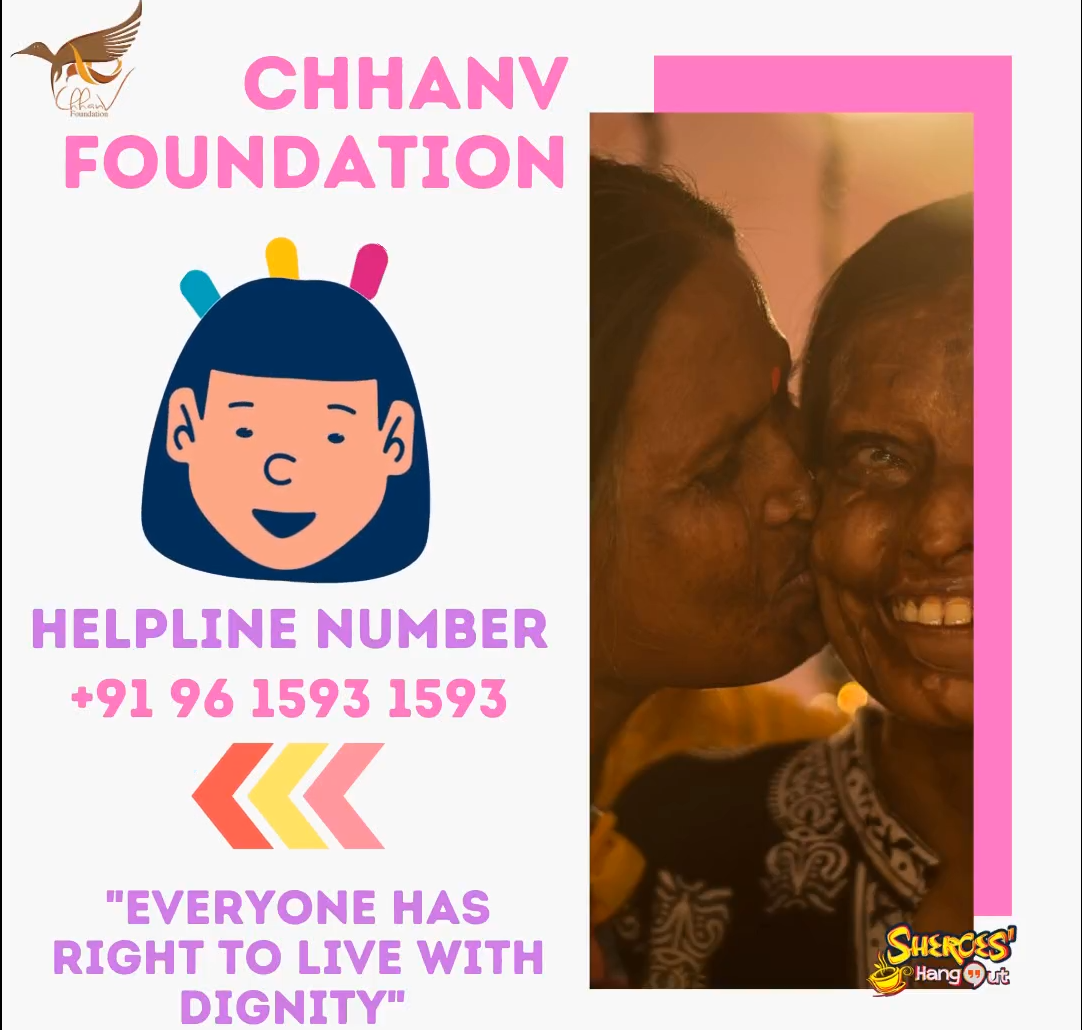 Chhanv
Foundation
CHHANV
FOUNDATION
HELPLINE NUMBER
+91 96 1593 1593
"EVERYONE HAS
RIGHT TO LIVE WITH
DIGNITY"
SHEROES'
Hang Out